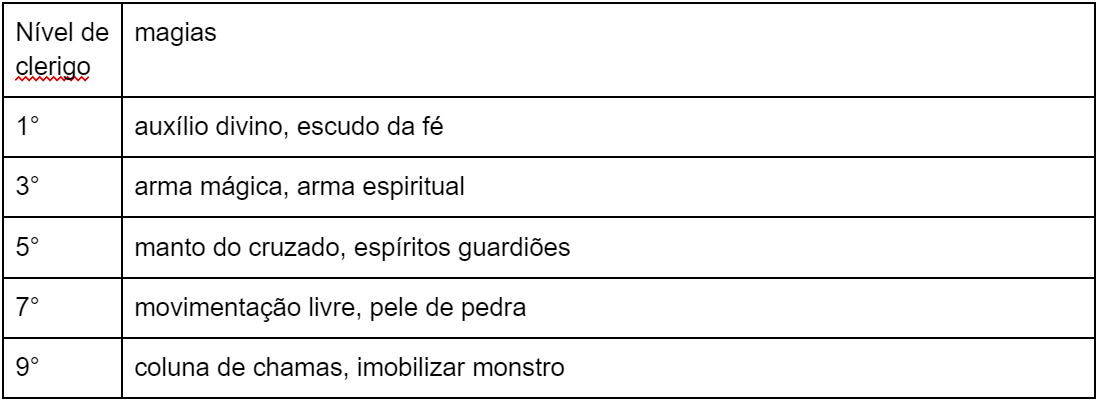 Nível de magias
clerigo
1° auxílio divino, escudo da fé
3° arma mágica, arma espiritual
5° manto do cruzado, espíritos guardiões
7° movimentação livre, pele de pedra
9° coluna de chamas, imobilizar monstro